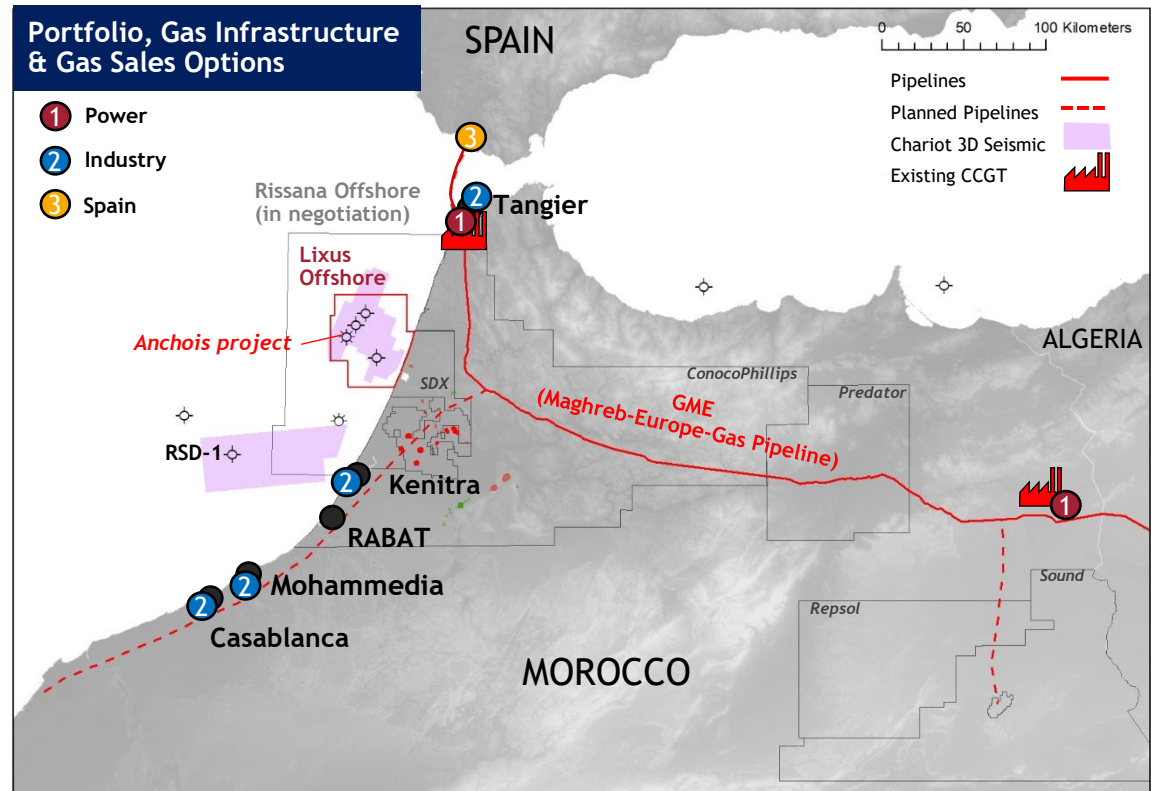 Portfolio, Gas Infrastructure
& Gas Sales Options
1 Power
2 Industry
3 Spain
SPAIN
0 50 100 Kilometers
Pipelines
Planned Pipelines
Chariot 3D Seismic
Existing CCGT
3
Rissana Offshore
(in negotiation)
2
1
Tangier
Lixus
Offshore
Anchois project
ALGERIA
SDX
ConocoPhillips
Predator
GME
(Maghreb-Europe-Gas Pipeline)
RSD-1
2
Kenitra
1
RABAT
2
Mohammedia
2
Casablanca
Sound
Repsol
MOROCCO